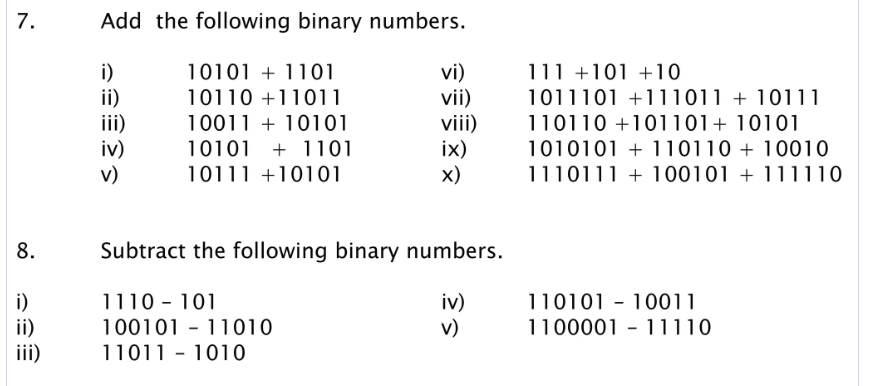 7. Add the following binary numbers.
i) 10101 + 1101 vi) 111 +101 +10
ii) 10110 +11011 vii) 1011101 +111011 + 10111
iii) 10011 + 10101 viii) 110110 +101101+ 10101
iv) 10101 + 1101 ix) 1010101 + 110110 + 10010
v) 10111 +10101 x) 1110111 + 100101 + 111110
8. Subtract the following binary numbers.
i) 1110 – 101 iv) 110101 – 10011
ii) 100101 – 11010 v) 1100001 – 11110
iii) 11011 – 1010